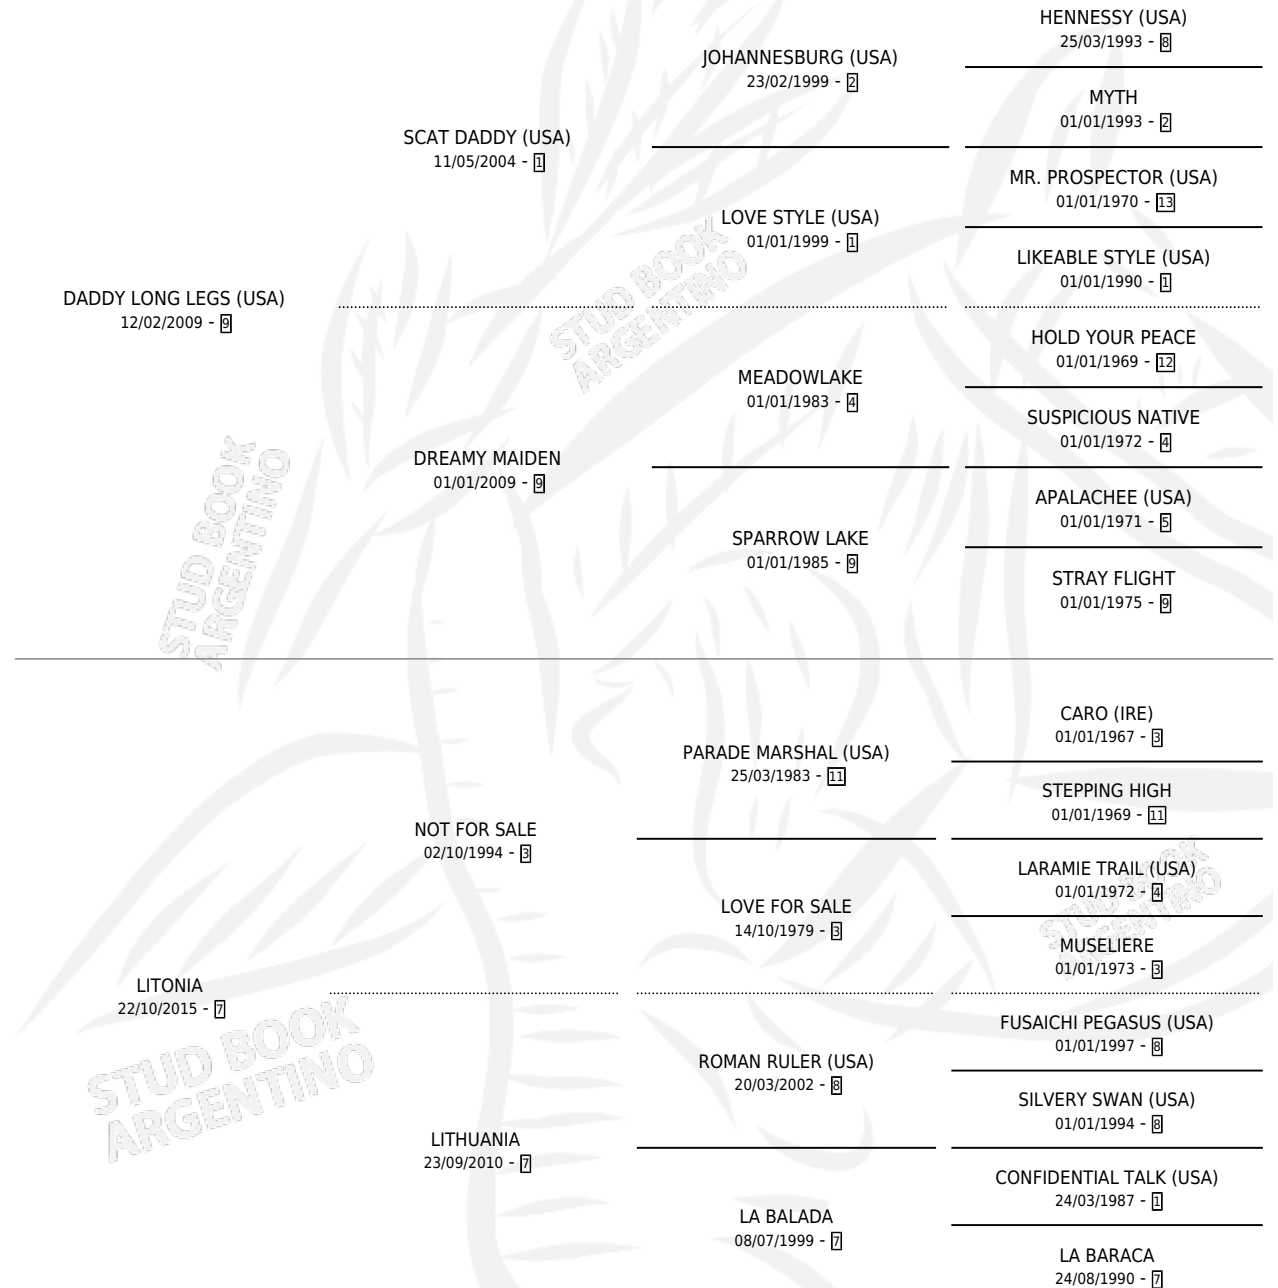 HENNESSY (USA)
25/03/1993 - 8
JOHANNESBURG (USA)
23/02/1999 - 2
MYTH
01/01/1993 - 2
SCAT DADDY (USA)
11/05/2004 - 1
MR. PROSPECTOR (USA)
01/01/1970 - 13
LOVE STYLE (USA)
01/01/1999 - 1
LIKEABLE STYLE (USA)
01/01/1990 - 1
DADDY LONG LEGS (USA)
12/02/2009 - 9
STUD BOOK
ARGENTINO
HOLD YOUR PEACE
01/01/1969 - 12
MEADOWLAKE
01/01/1983 - 4
SUSPICIOUS NATIVE
01/01/1972 - 4
DREAMY MAIDEN
01/01/2009 - 9
APALACHEE (USA)
01/01/1971 - 5
SPARROW LAKE
01/01/1985 - 9
STRAY FLIGHT
01/01/1975 - 9
STUD BOOK
ARGENTINO
CARO (IRE)
01/01/1967 - 3
PARADE MARSHAL (USA)
25/03/1983 - 11
STEPPING HIGH
01/01/1969 - 11
NOT FOR SALE
02/10/1994 - 3
LARAMIE TRAIL (USA)
01/01/1972 - 4
LOVE FOR SALE
14/10/1979 - 3
MUSELIERE
01/01/1973 - 3
STUD BOOK
ARGENTINO
LITONIA
22/10/2015 - 7
STUD BOOK
ARGENTINO
FUSAICHI PEGASUS (USA)
01/01/1997 - 8
ROMAN RULER (USA)
20/03/2002 - 8
SILVERY SWAN (USA)
01/01/1994 - 8
LITHUANIA
23/09/2010 - 7
CONFIDENTIAL TALK (USA)
24/03/1987 - 1
LA BALADA
08/07/1999 - 7
LA BARACA
24/08/1990 - 7